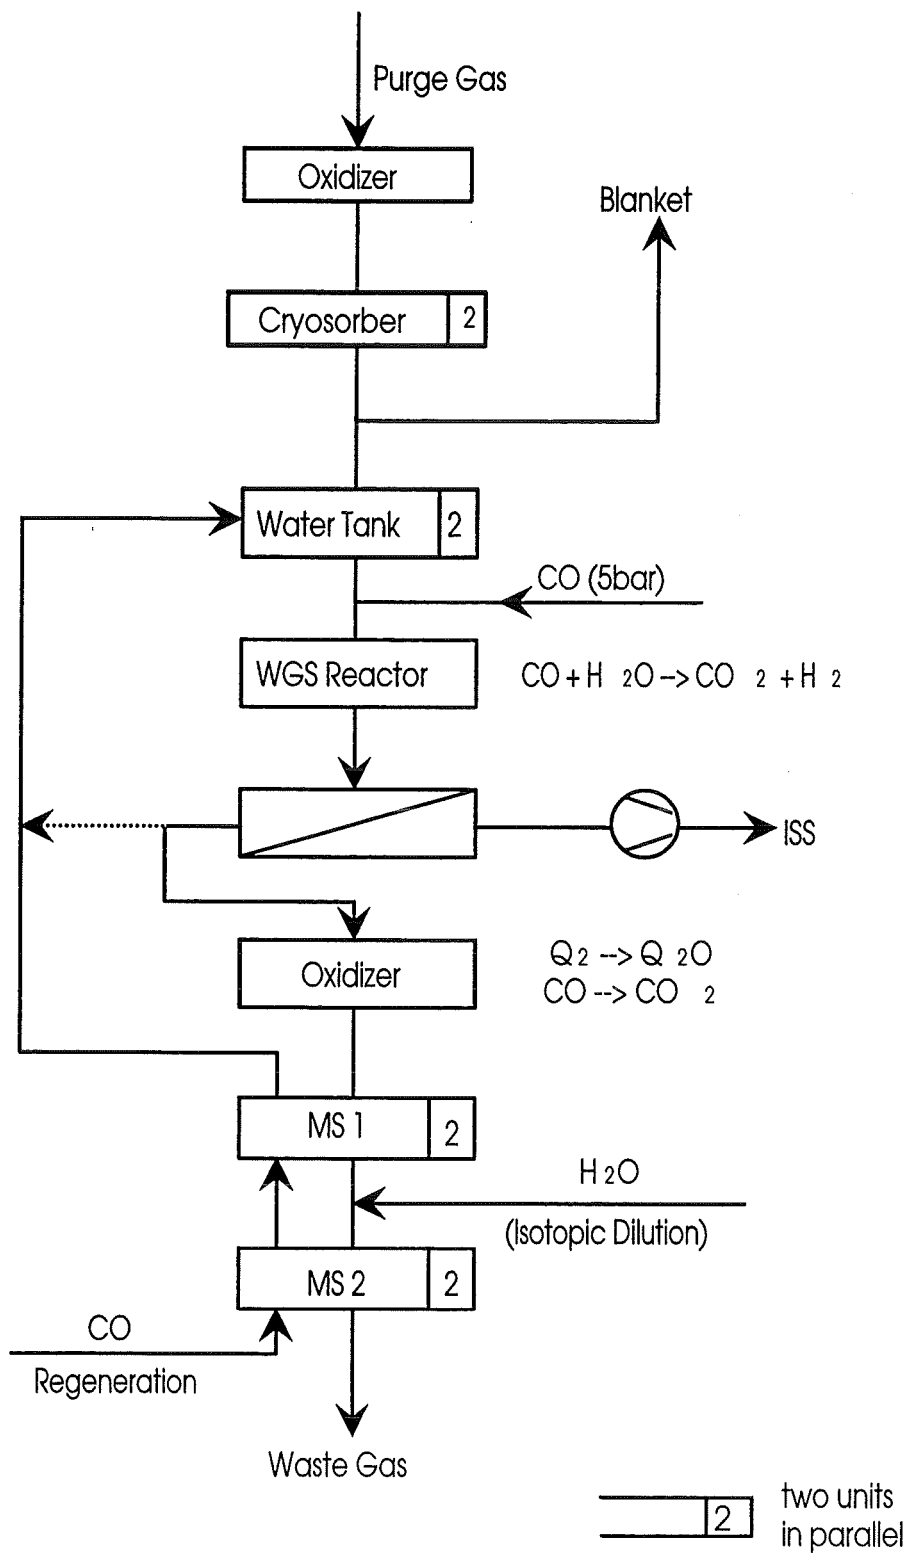 Purge Gas
Oxidizer
Blanket
Cryosorber 2
Water Tank 2
CO (5bar)
WGS Reactor
CO + H 2O -> CO 2 + H 2
ISS
Oxidizer
Q2 --> Q 2O
CO --> CO 2
MS 1 2
H2O
(Isotopic Dilution)
MS 2 2
CO
Regeneration
Waste Gas
2
two units
in parallel